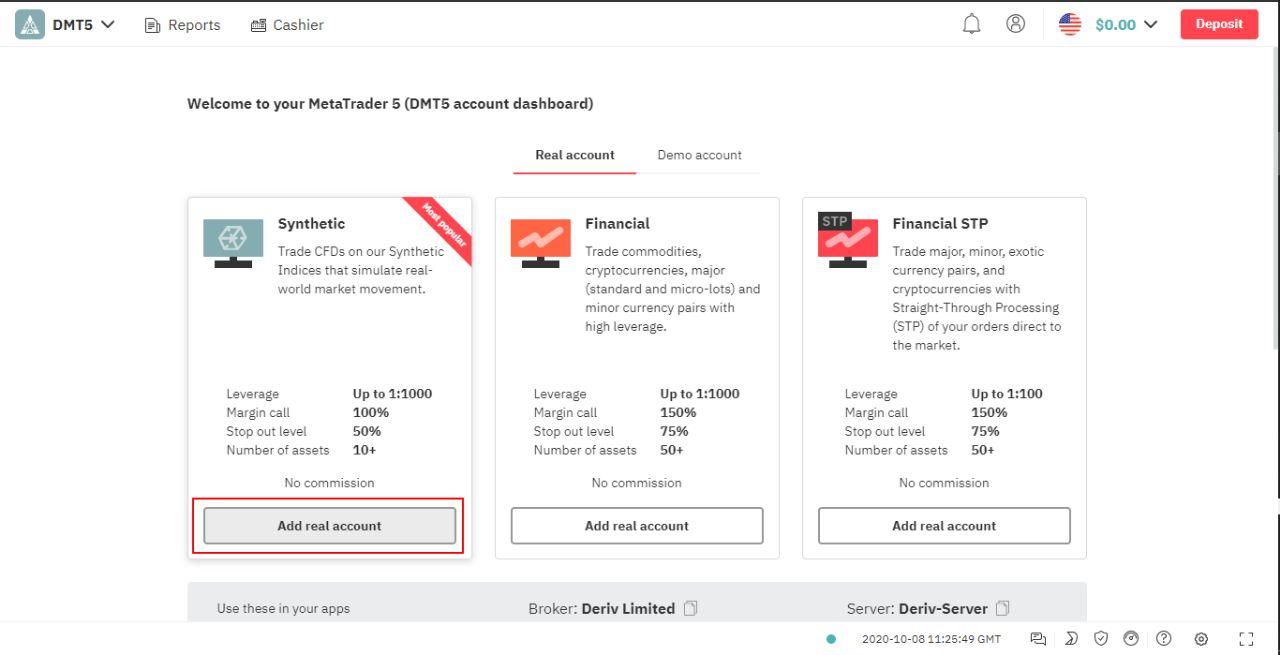 DMT5
Reports
Cashier
$0.00
Deposit
Welcome to your MetaTrader 5 (DMT5 account dashboard)
Real account
Demo account
Most popular
Synthetic
Trade CFDs on our Synthetic
Indices that simulate real-
world market movement.
Leverage Up to 1:1000
Margin call 100%
Stop out level 50%
Number of assets 10+
No commission
Add real account
Financial
Trade commodities,
cryptocurrencies, major
(standard and micro-lots) and
minor currency pairs with
high leverage.
Leverage Up to 1:1000
Margin call 150%
Stop out level 75%
Number of assets 50+
No commission
Add real account
STP
Financial STP
Trade major, minor, exotic
currency pairs, and
cryptocurrencies with
Straight-Through Processing
(STP) of your orders direct to
the market.
Leverage Up to 1:100
Margin call 150%
Stop out level 75%
Number of assets 50+
No commission
Add real account
Use these in your apps
Broker: Deriv Limited
Server: Deriv-Server
2020-10-08 11:25:49 GMT